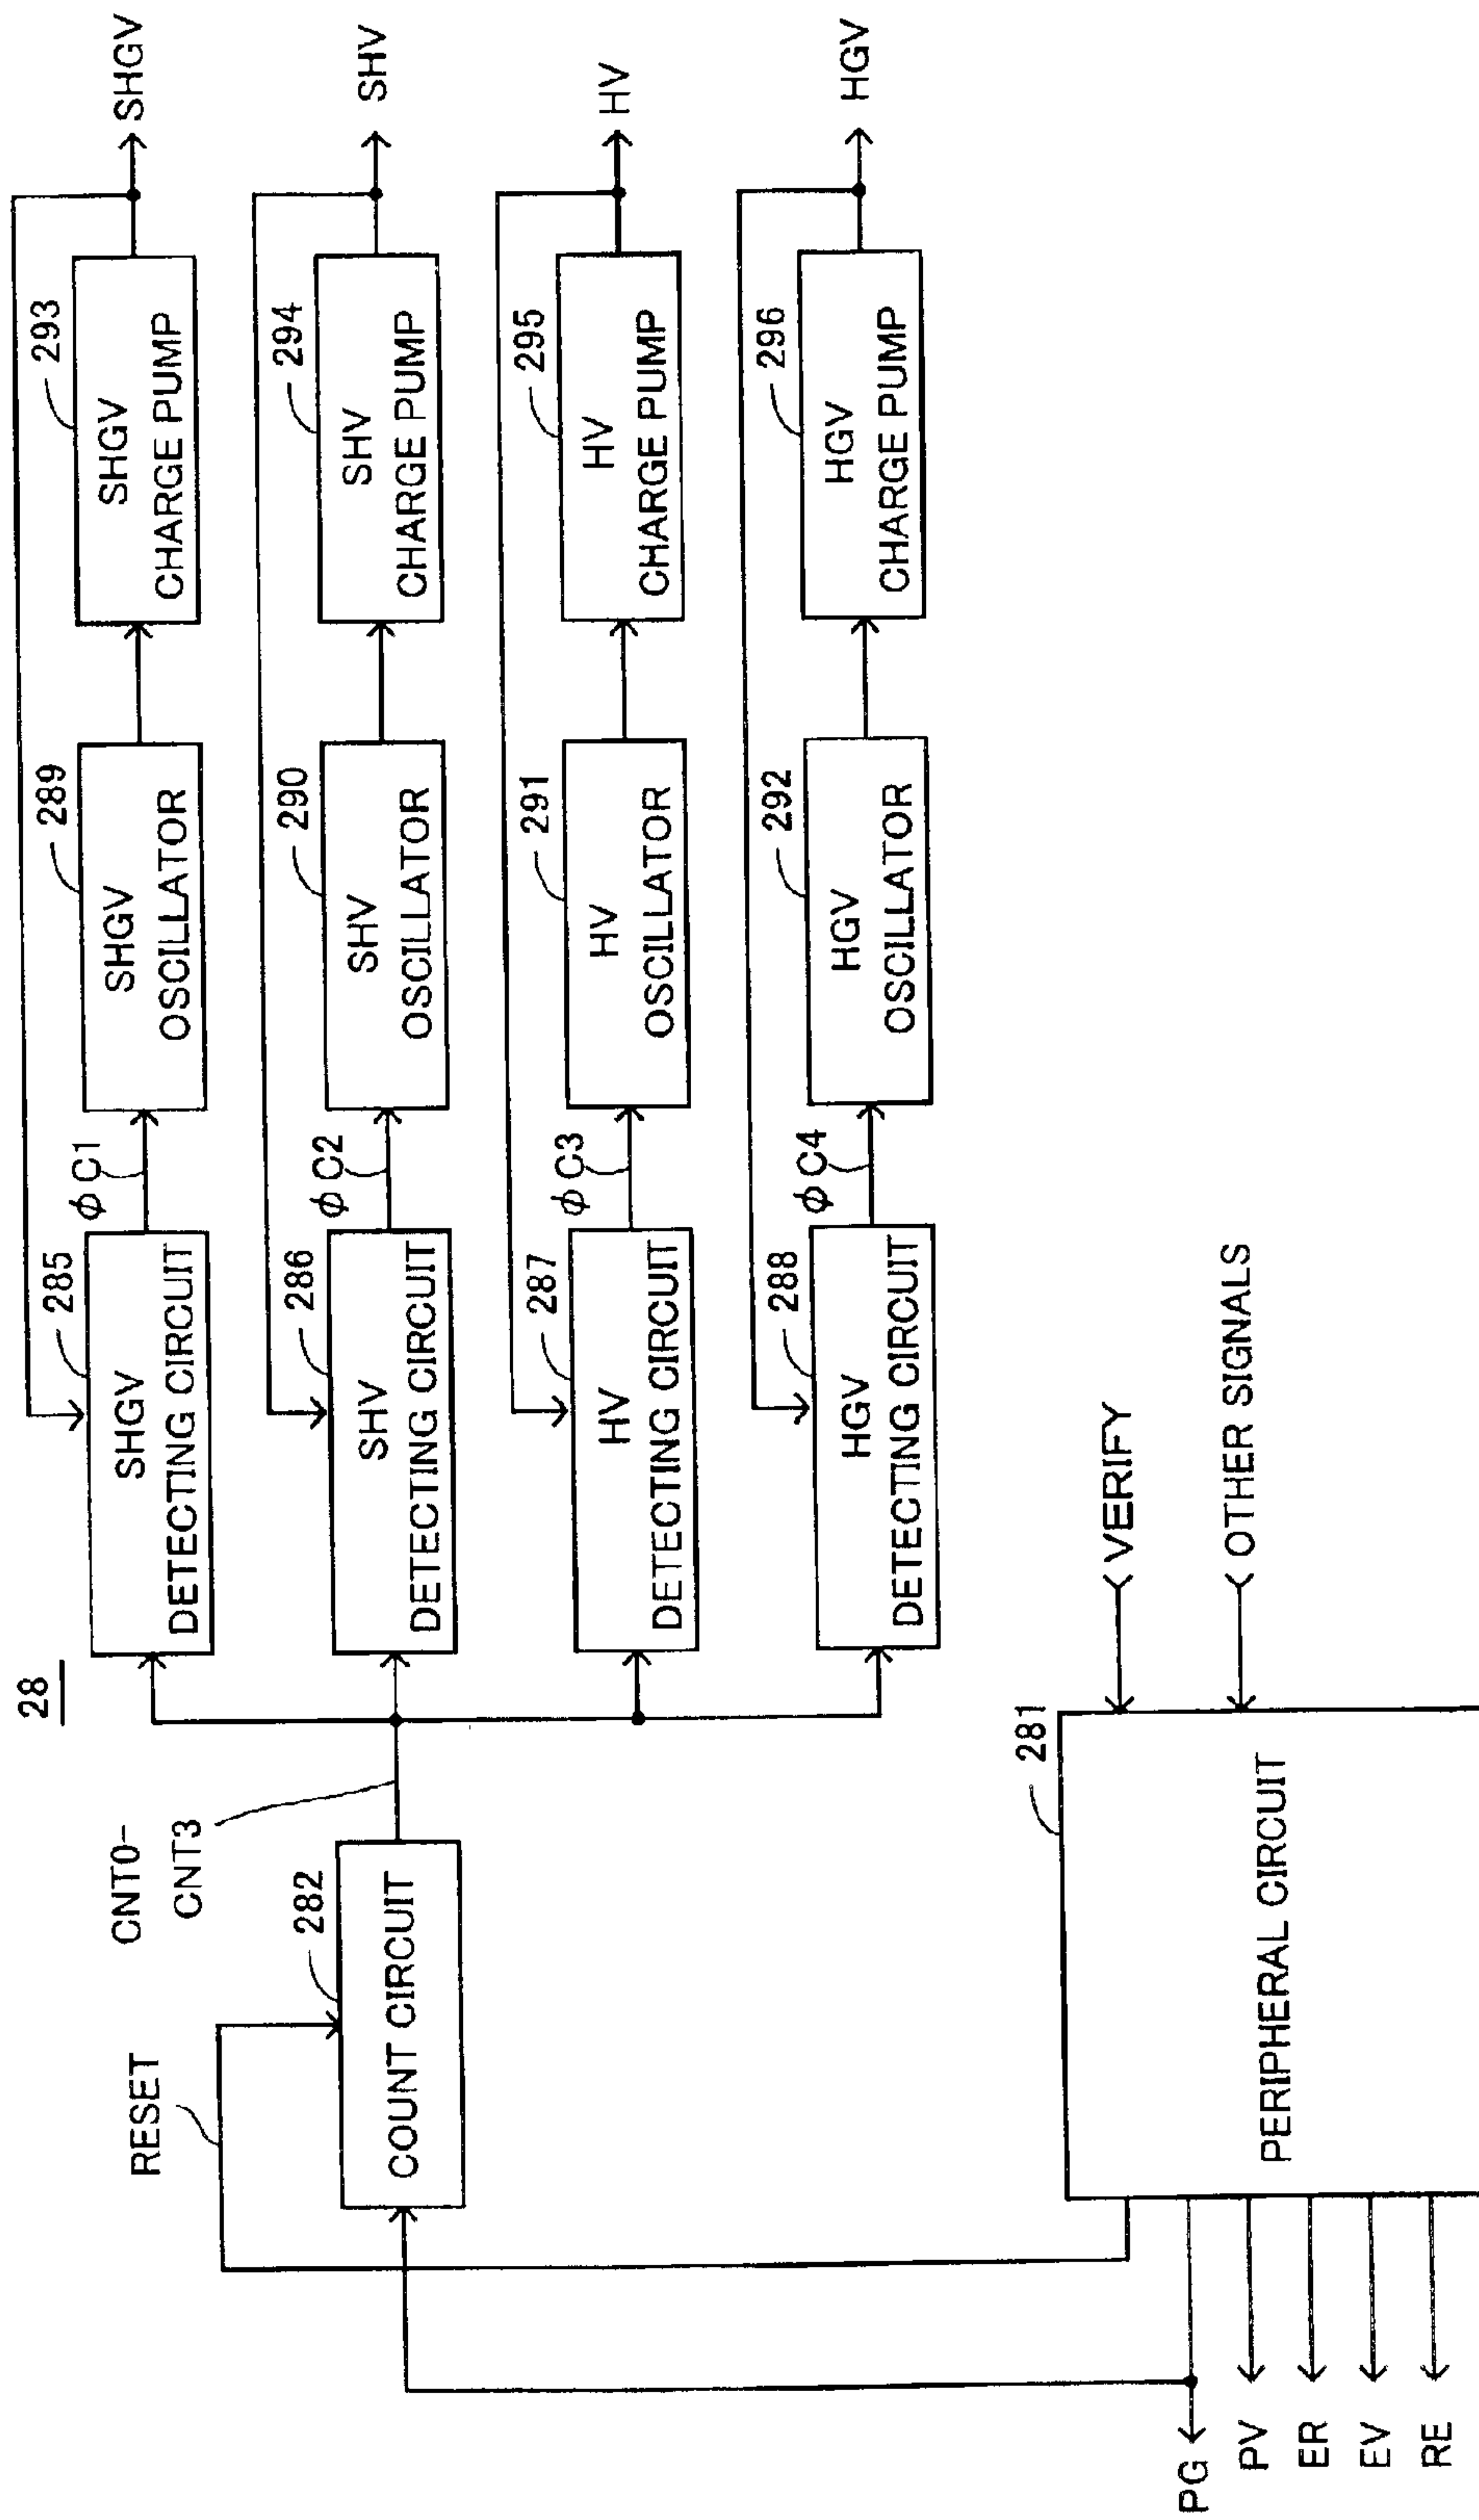 28
RESET
CNT0-
CNT3
282
COUNT CIRCUIT
285
SHGV
DETECTING CIRCUIT
φC1
289
SHGV
OSCILLATOR
293
SHGV
CHARGE PUMP
SHGV
286
SHV
DETECTING CIRCUIT
φC2
290
SHV
OSCILLATOR
294
SHV
CHARGE PUMP
SHV
287
HV
DETECTING CIRCUIT
φC3
291
HV
OSCILLATOR
295
HV
CHARGE PUMP
HV
288
HGV
DETECTING CIRCUIT
φC4
292
HGV
OSCILLATOR
296
HGV
CHARGE PUMP
HGV
281
PERIPHERAL CIRCUIT
VERIFY
OTHER SIGNALS
PG
PV
ER
EV
RE